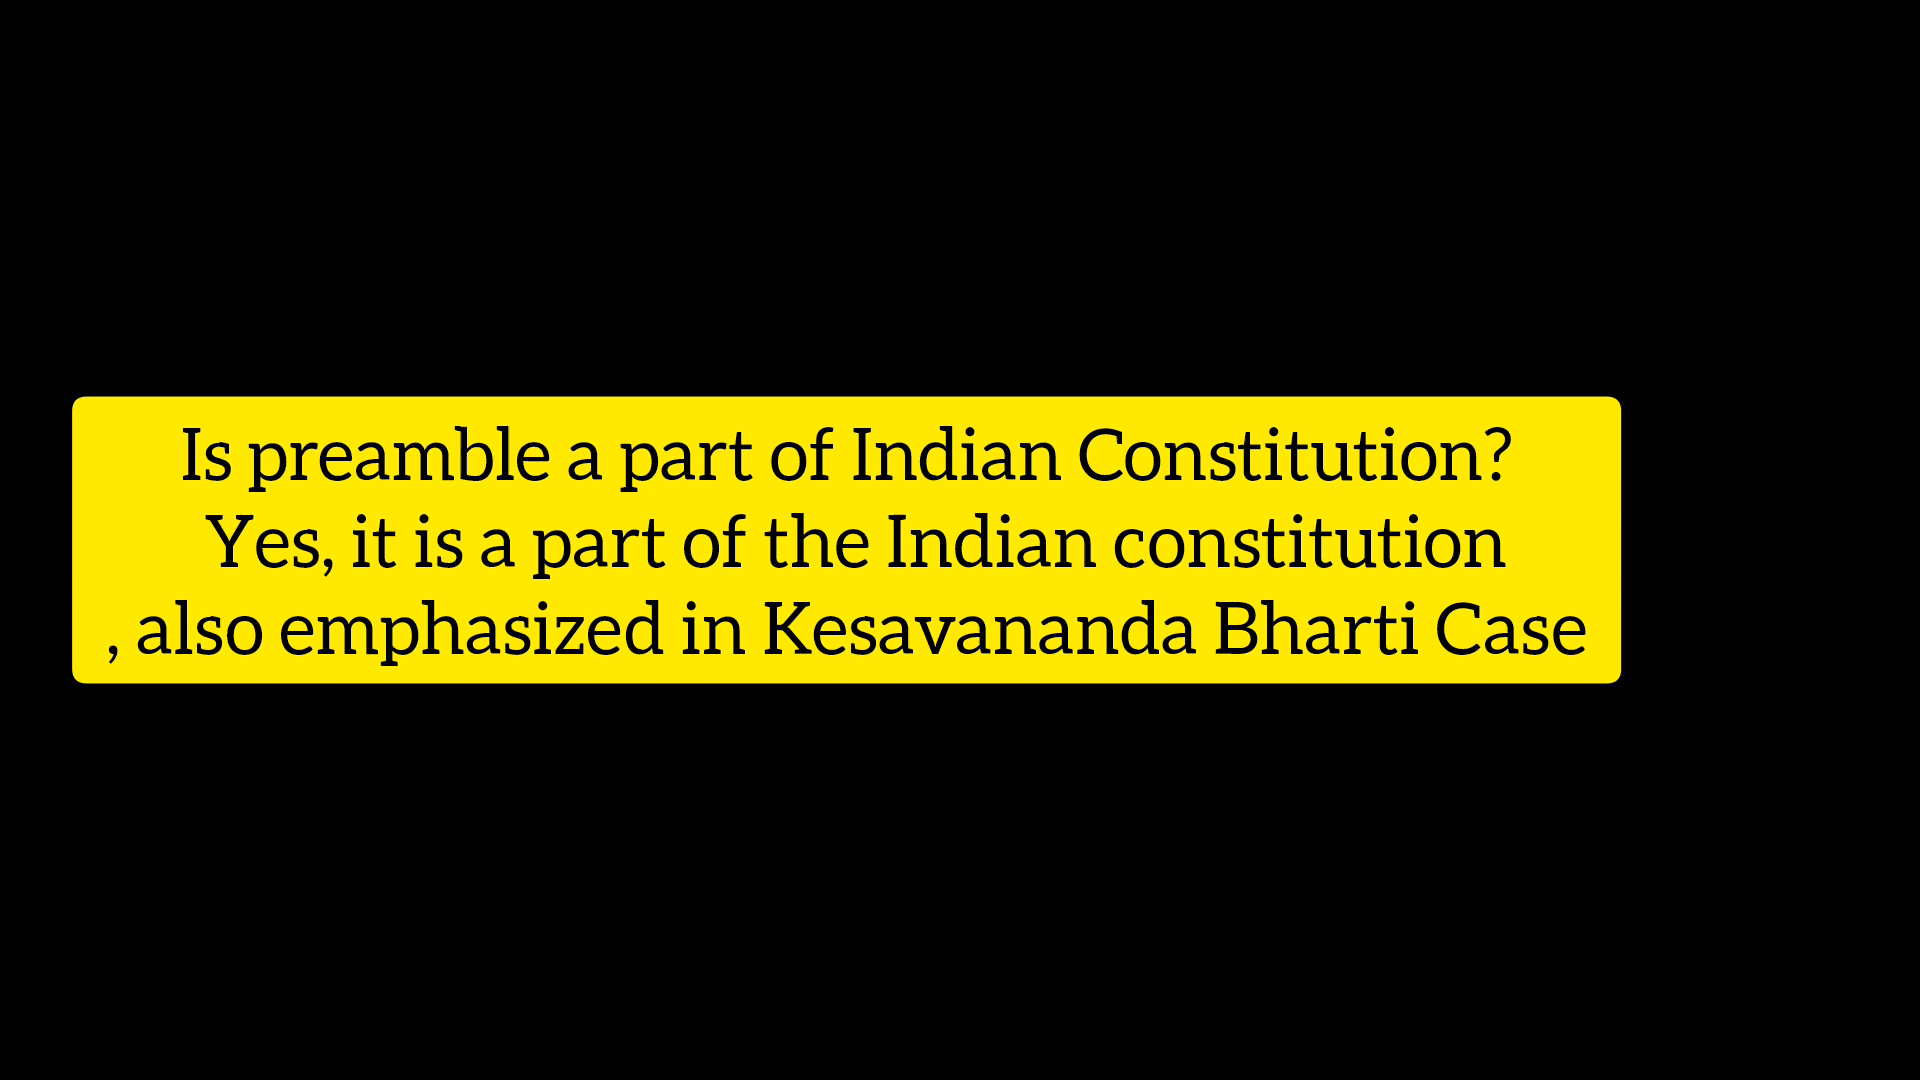 Is preamble a part of Indian Constitution?
Yes, it is a part of the Indian constitution
, also emphasized in Kesavananda Bharti Case